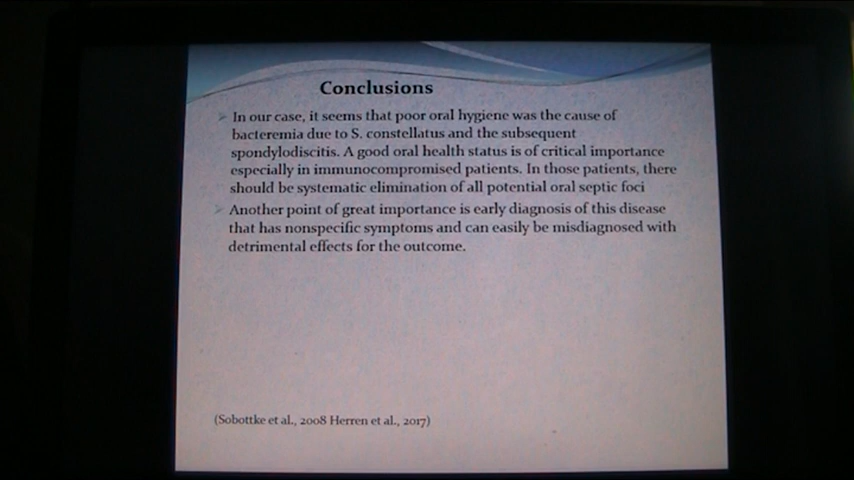 Conclusions
In our case, it seems that poor oral hygiene was the cause of
bacteremia due to S. constellatus and the subsequent
spondylodiscitis. A good oral health status is of critical importance
especially in immunocompromised patients. In those patients, there
should be systematic elimination of all potential oral septic foci
Another point of great importance is early diagnosis of this disease
that has nonspecific symptoms and can easily be misdiagnosed with
detrimental effects for the outcome.
(Sobottke et al., 2008 Herren et al., 2017)